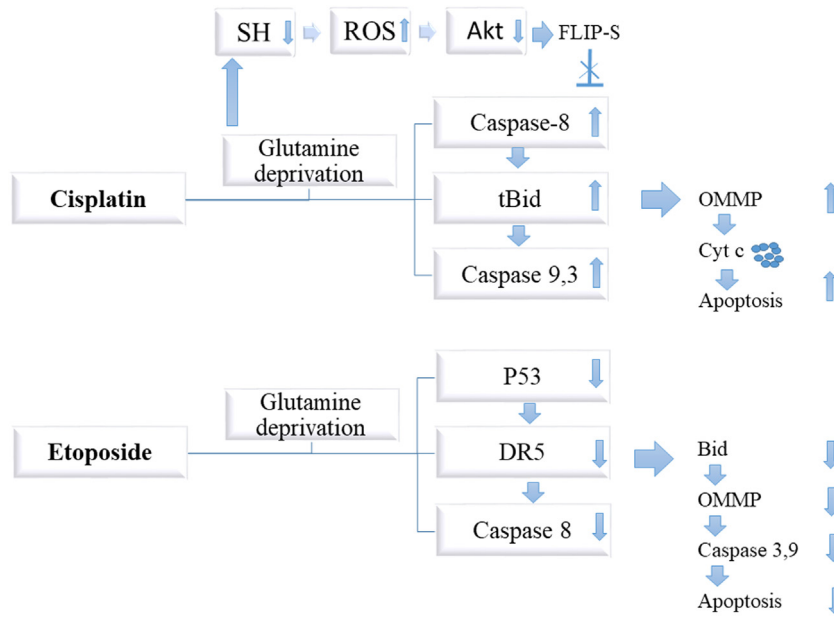 SH
ROS
Akt
FLIP-S
Caspase-8
Glutamine
deprivation
Cisplatin
tBid
OMMP
Cyt c
Caspase 9,3
Apoptosis
P53
Glutamine
deprivation
Etoposide
DR5
Bid
OMMP
Caspase 8
Caspase 3,9
Apoptosis